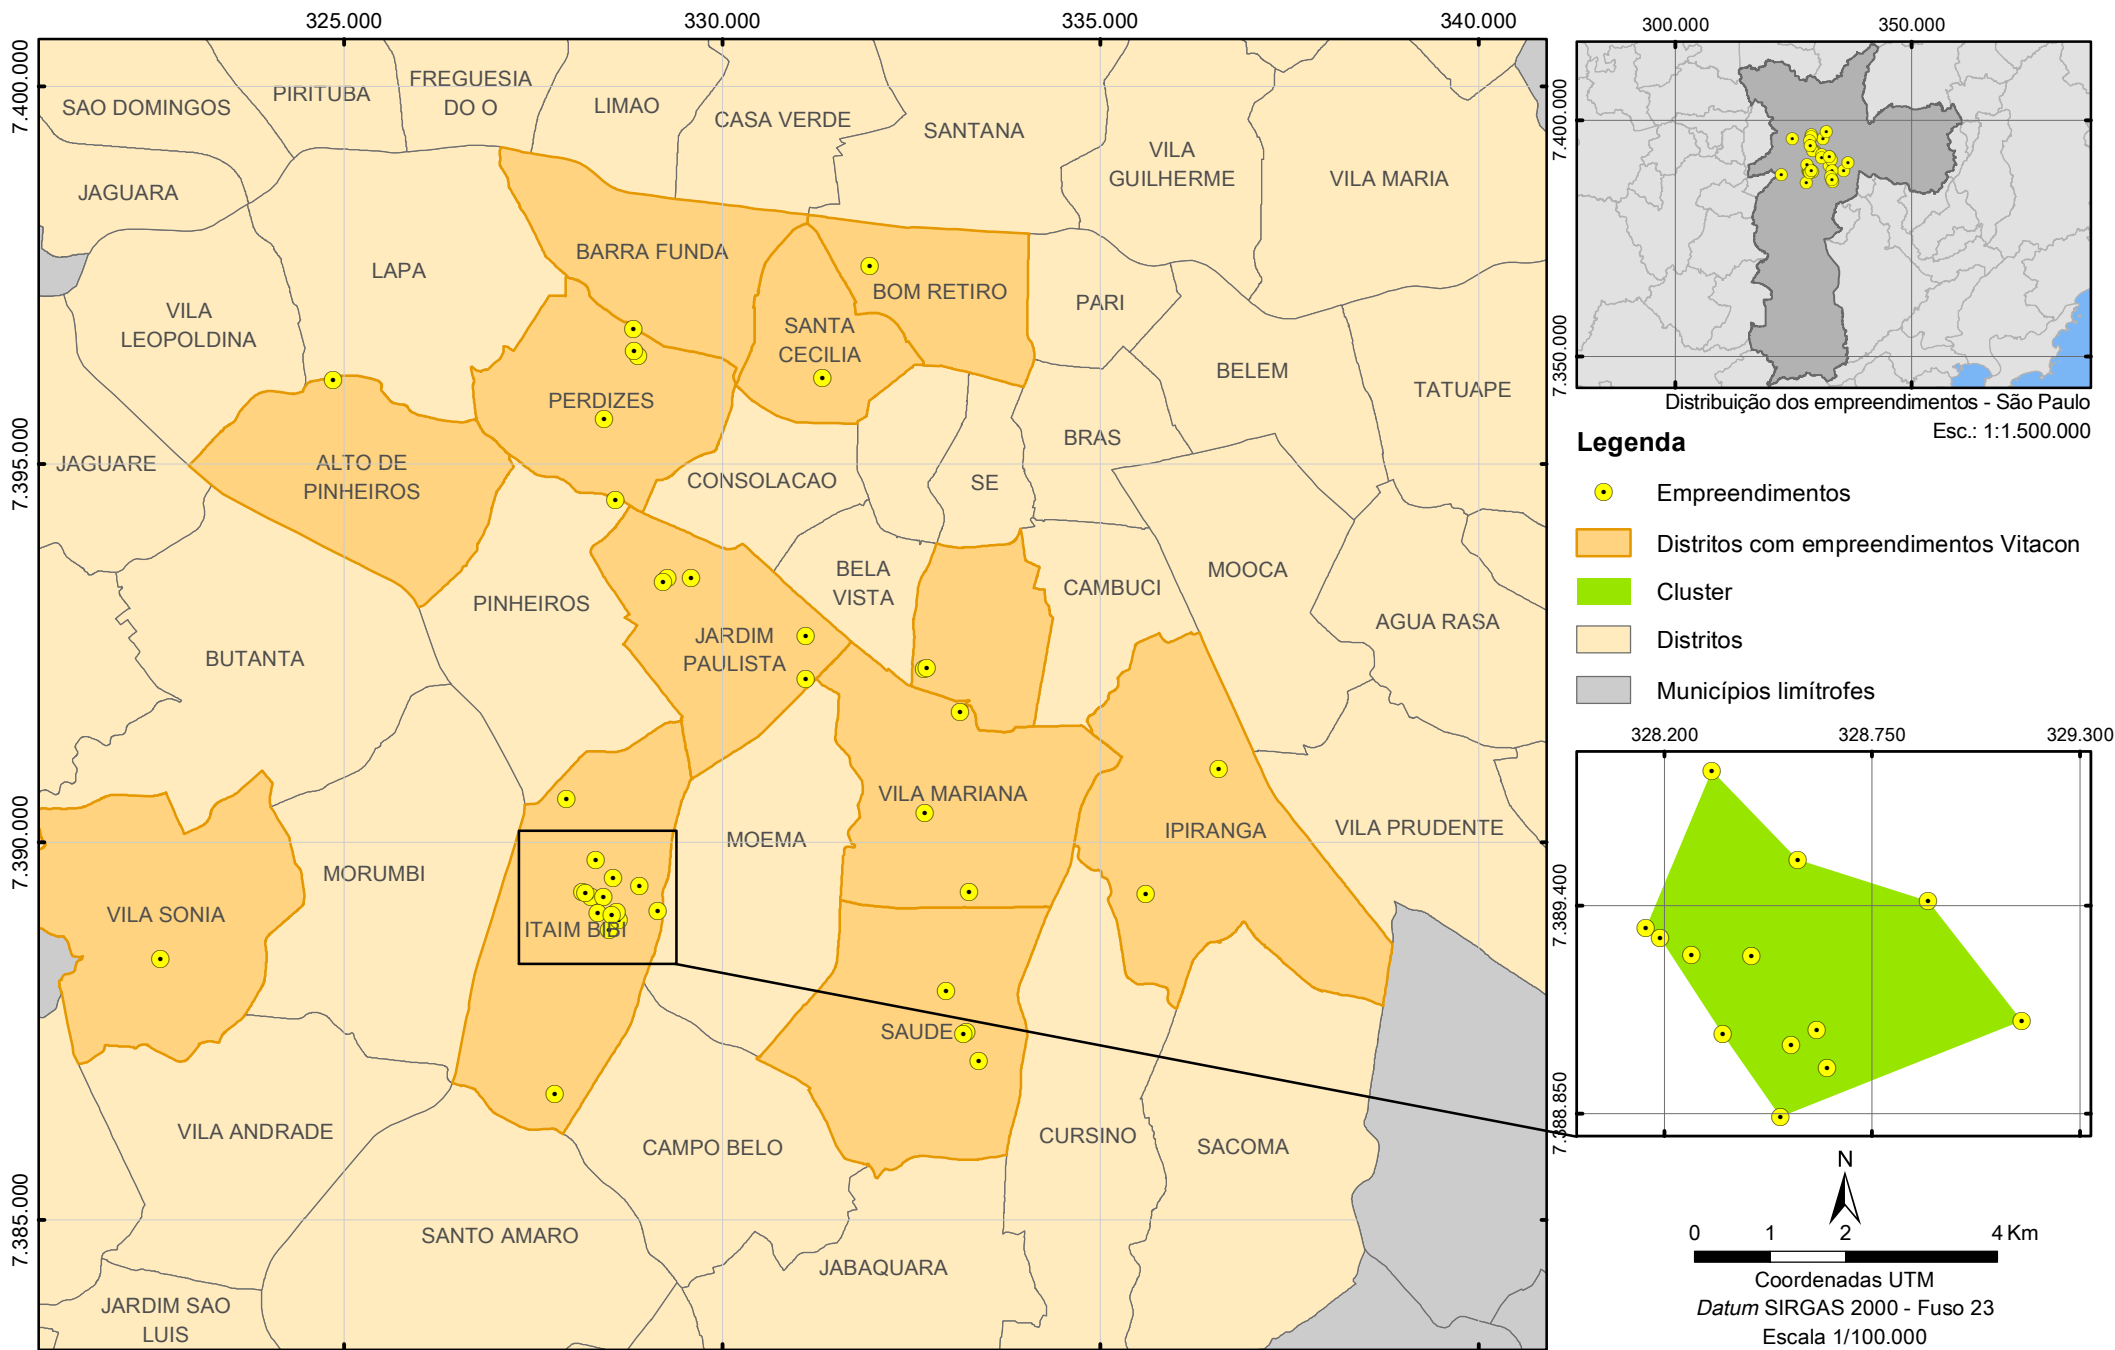 325.000
330.000
335.000
340.000
7.400.000
7.395.000
7.390.000
7.385.000
SAO DOMINGOS
PIRITUBA
FREGUESIA
DO O
LIMAO
CASA VERDE
SANTANA
VILA
GUILHERME
VILA MARIA
JAGUARA
LAPA
BARRA FUNDA
BOM RETIRO
PARI
VILA
LEOPOLDINA
SANTA
CECILIA
BELEM
TATUAPE
PERDIZES
BRAS
JAGUARE
ALTO DE
PINHEIROS
CONSOLACAO
SE
BELA
VISTA
CAMBUCI
MOOCA
PINHEIROS
AGUA RASA
JARDIM
PAULISTA
BUTANTA
VILA MARIANA
IPIRANGA
VILA PRUDENTE
MOEMA
MORUMBI
VILA SONIA
ITAIM BIBI
SAUDE
VILA ANDRADE
CAMPO BELO
CURSINO
SACOMA
SANTO AMARO
JABAQUARA
JARDIM SAO
LUIS
300.000
350.000
7.400.000
7.350.000
Distribuição dos empreendimentos - São Paulo
Esc.: 1:1.500.000
Legenda
Empreendimentos
Distritos com empreendimentos Vitacon
Cluster
Distritos
Municípios limítrofes
328.200
328.750
329.300
7.389.400
7.388.850
N
0
1
2
4 Km
Coordenadas UTM
Datum SIRGAS 2000 - Fuso 23
Escala 1/100.000